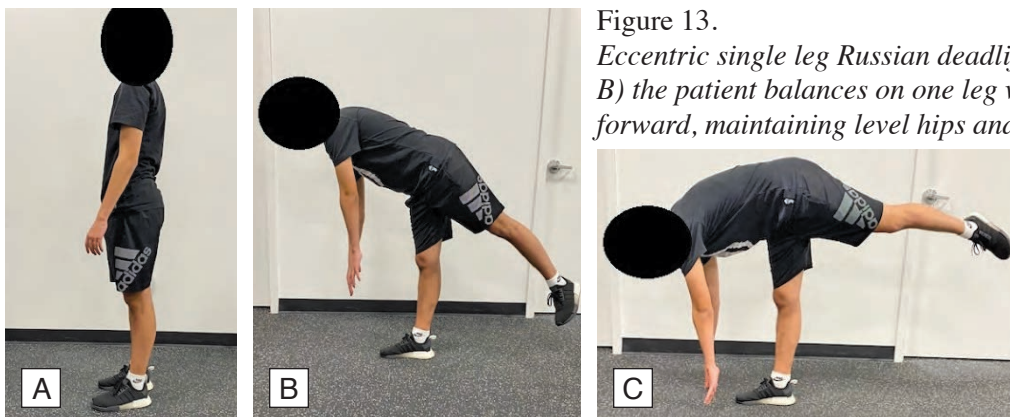 Figure 13.
Eccentric single leg Russian deadli
B) the patient balances on one leg
forward, maintaining level hips and
adidas
adidas
adidas
A
B
C